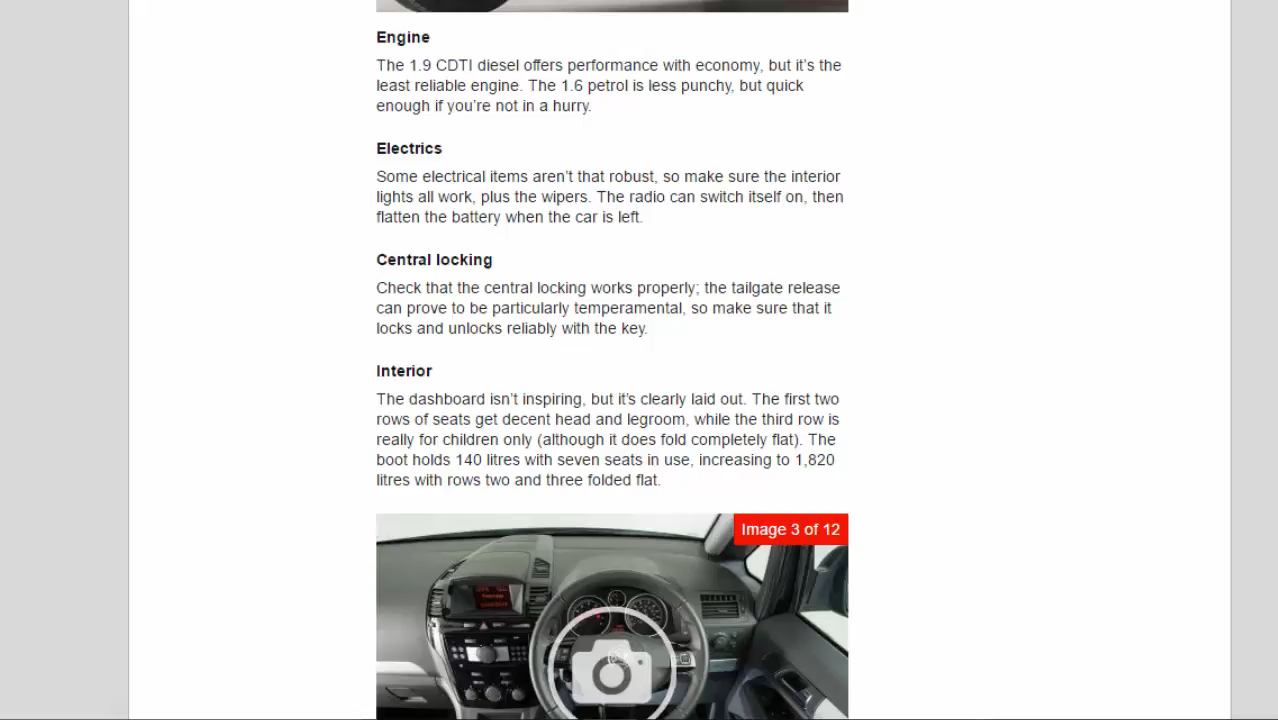 Engine
The 1.9 CDTI diesel offers performance with economy, but it's the
least reliable engine. The 1.6 petrol is less punchy, but quick
enough if you’re not in a hurry.
Electrics
Some electrical items aren’t that robust, so make sure the interior
lights all work, plus the wipers. The radio can switch itself on, then
flatten the battery when the car is left.
Central locking
Check that the central locking works properly; the tailgate release
can prove to be particularly temperamental, so make sure that it
locks and unlocks reliably with the key.
Interior
The dashboard isn’t inspiring, but it’s clearly laid out. The first two
rows of seats get decent head and legroom, while the third row is
really for children only (although it does fold completely flat). The
boot holds 140 litres with seven seats in use, increasing to 1,820
litres with rows two and three folded flat.
Image 3 of 12